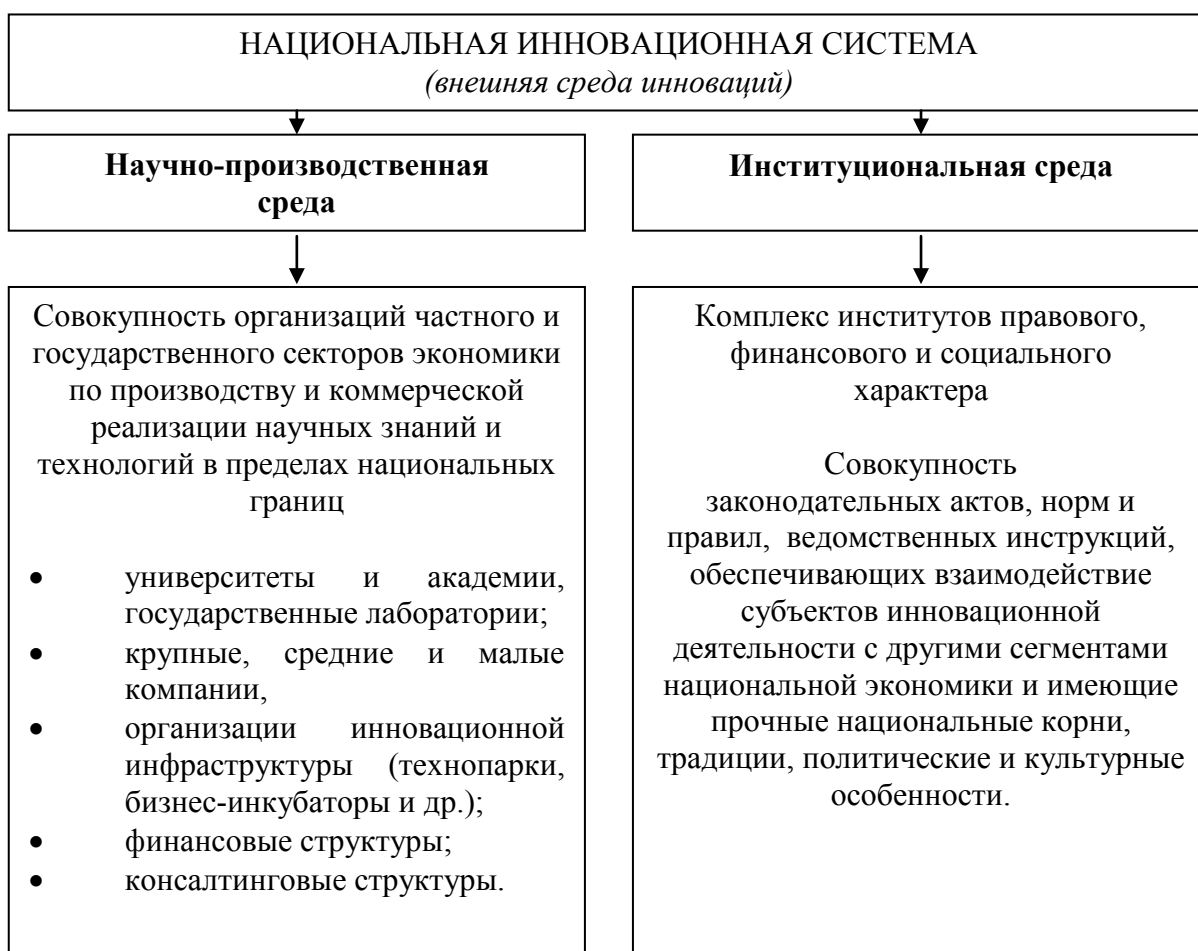 НАЦИОНАЛЬНАЯ ИННОВАЦИОННАЯ СИСТЕМА
(внешняя среда инноваций)
Научно-производственная
среда
Институциональная среда
Совокупность организаций частного и
государственного секторов экономики
по производству и коммерческой
реализации научных знаний и
технологий в пределах национальных
границ
• университеты и академии,
государственные лаборатории;
• крупные, средние и малые
компании,
• организации инновационной
инфраструктуры (технопарки,
бизнес-инкубаторы и др.);
• финансовые структуры;
• консалтинговые структуры.
Комплекс институтов правового,
финансового и социального
характера
Совокупность
законодательных актов, норм и
правил, ведомственных инструкций,
обеспечивающих взаимодействие
субъектов инновационной
деятельности с другими сегментами
национальной экономики и имеющие
прочные национальные корни,
традиции, политические и культурные
особенности.